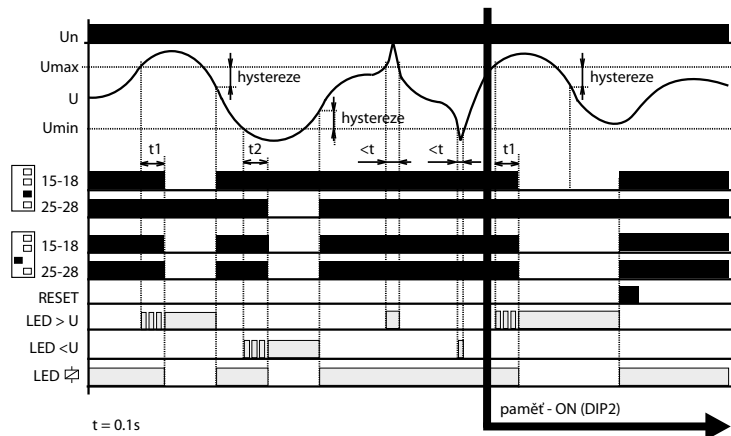 Un
Umax
hystereze
hystereze
U
hystereze
Umin
t1
t2
<t
<t
t1
15-18
25-28
15-18
25-28
RESET
LED > U
LED <U
LED
t = 0.1s
paměť - ON (DIP2)